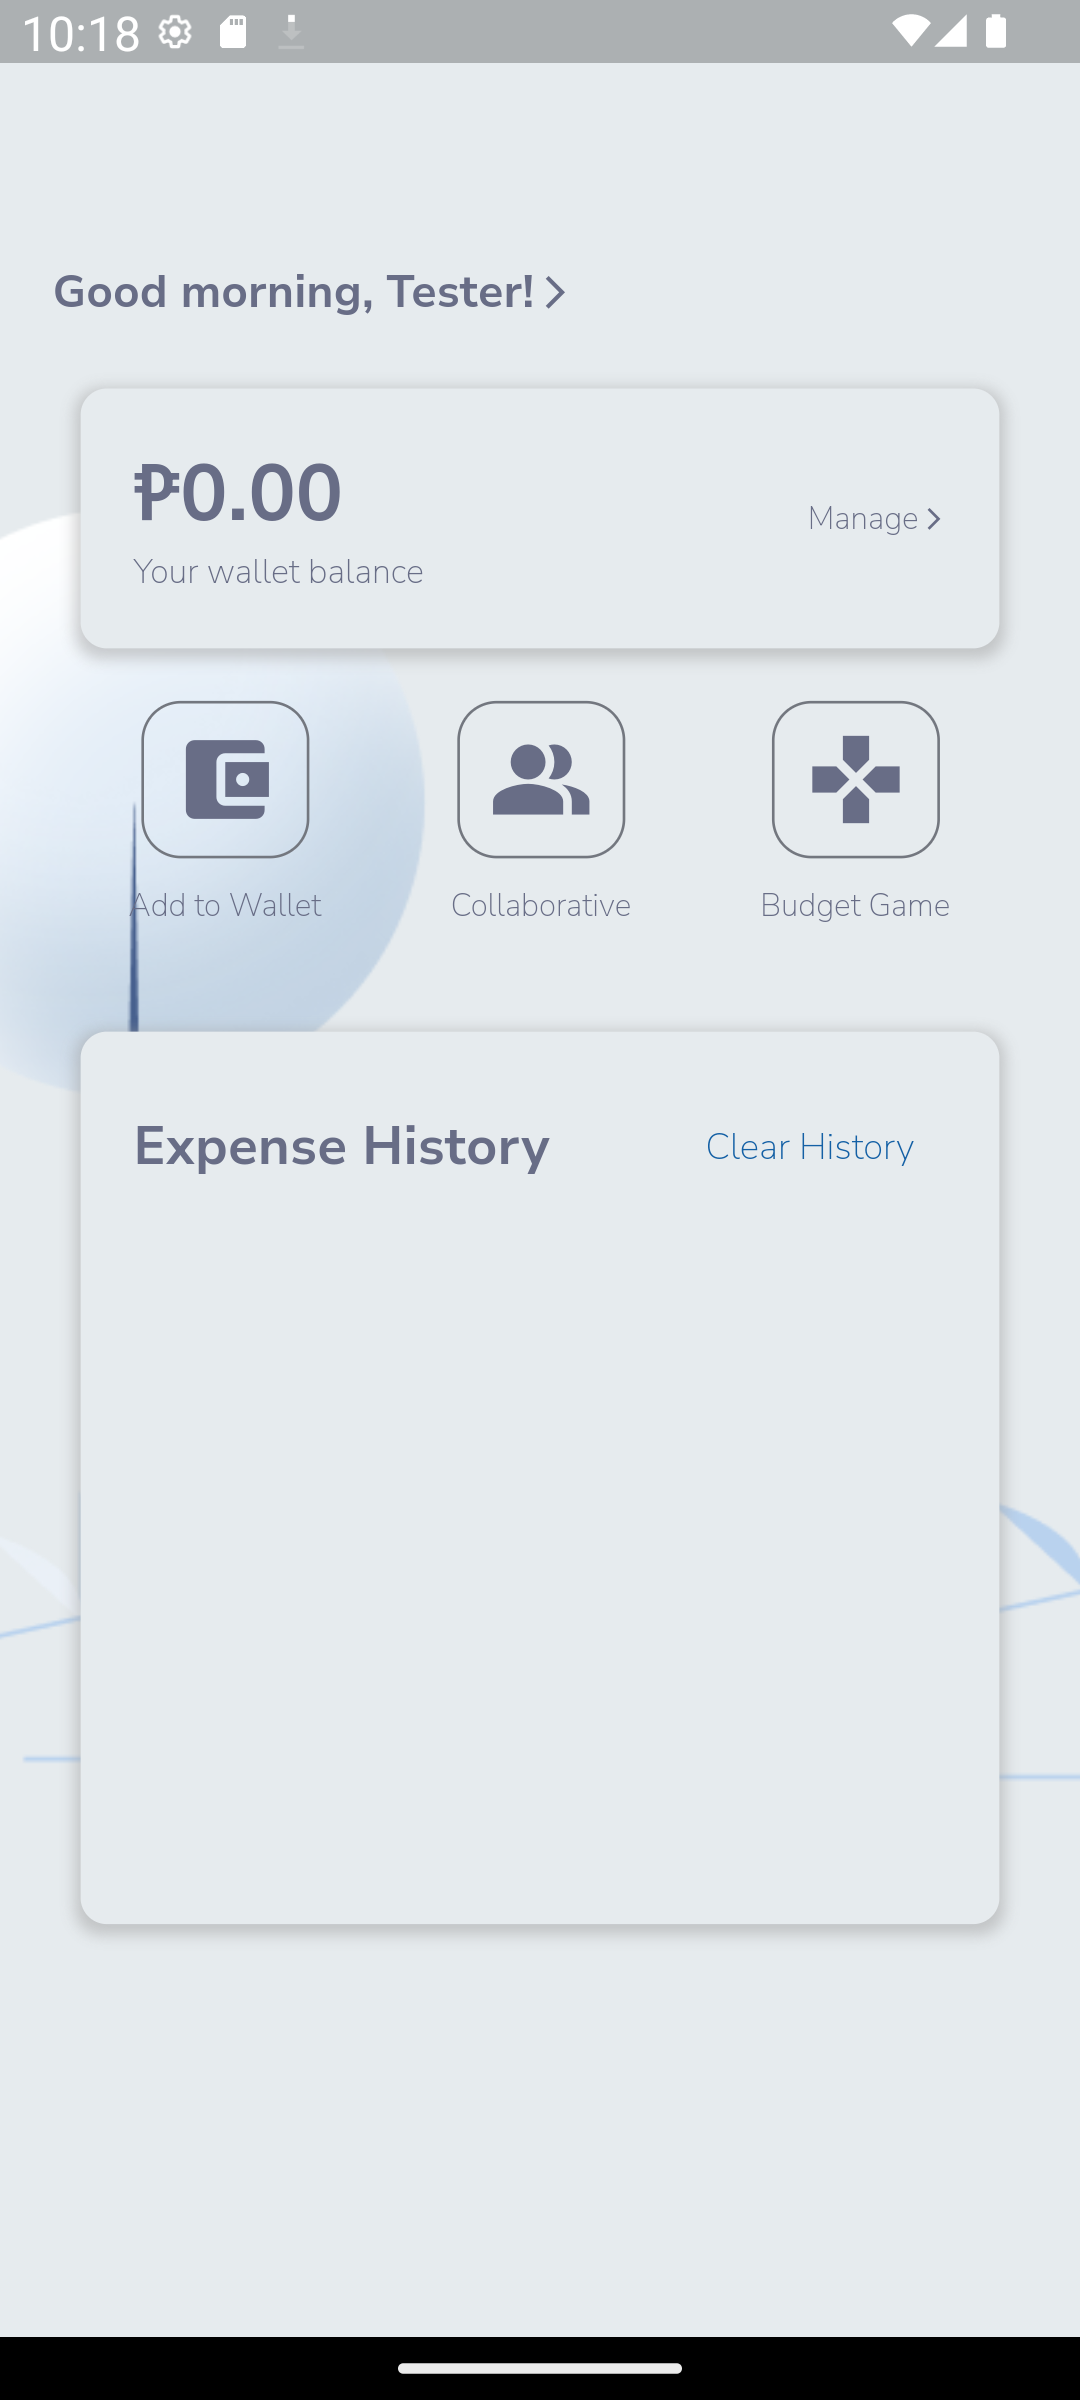 10:18
Good morning, Tester!
₱0.00
Manage
Your wallet balance
Add to Wallet
Collaborative
Budget Game
Expense History
Clear History